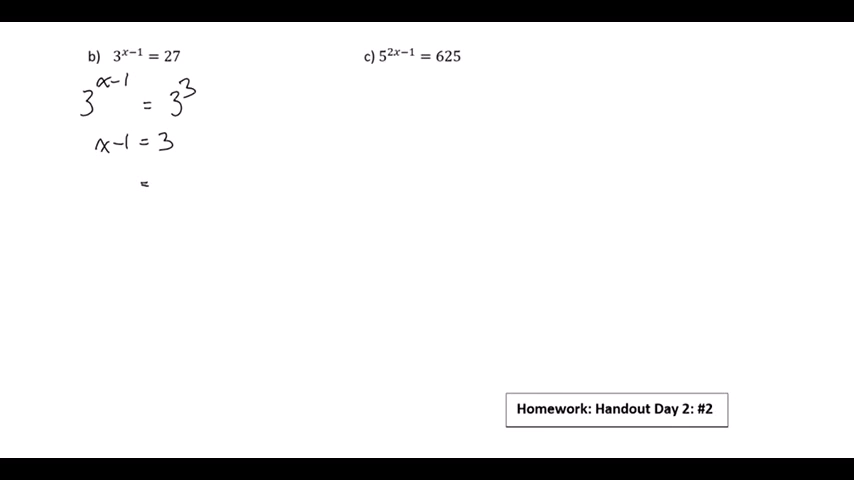 b) 3^{x−1} = 27
c) 5^{2x−1} = 625
3^{x-1} = 3^3
x-1 = 3
=
Homework: Handout Day 2: #2